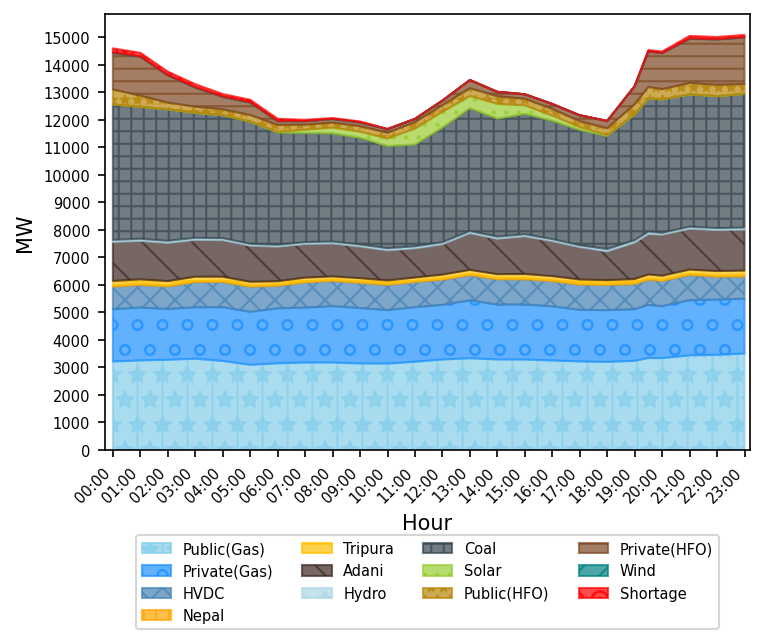 15000
14000
13000
12000
11000
10000
9000
8000
7000
6000
5000
4000
3000
2000
1000
0
MW
00:00 01:00 02:00 03:00 04:00 05:00 06:00 07:00 08:00 09:00 10:00 11:00 12:00 13:00 14:00 15:00 16:00 17:00 18:00 19:00 20:00 21:00 22:00 23:00
Hour
Public(Gas) Tripura Coal Private(HFO)
Private(Gas) Adani Solar Wind
HVDC Hydro Public(HFO) Shortage
Nepal